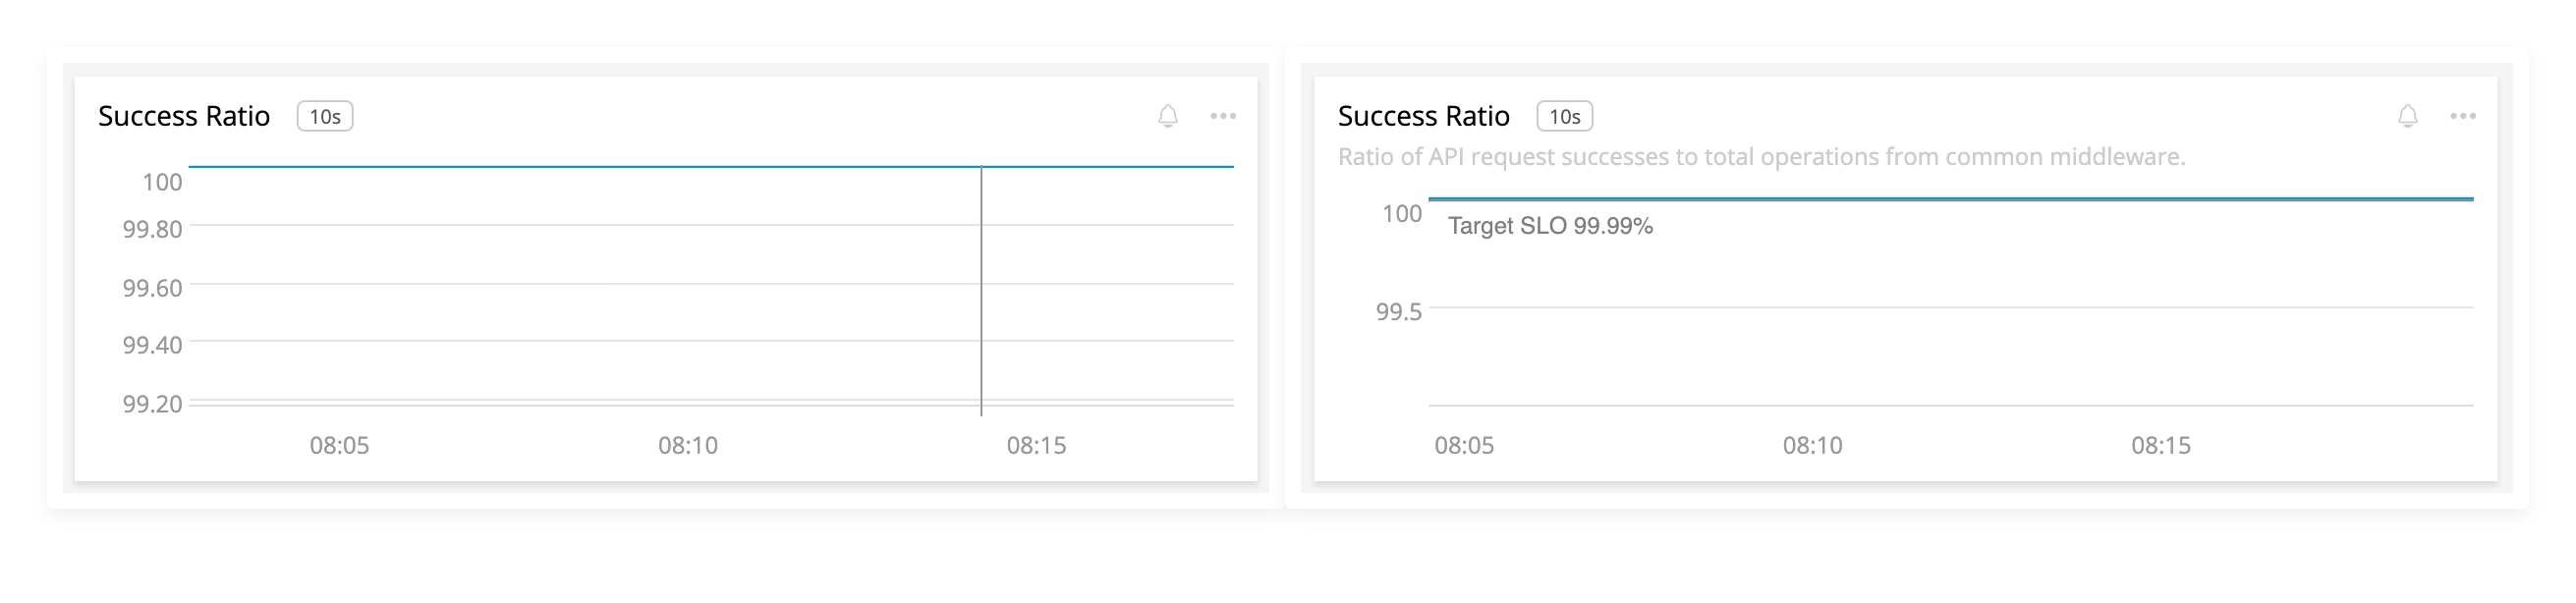 Success Ratio 10s
100
99.80
99.60
99.40
99.20
08:05 08:10 08:15
Success Ratio 10s
Ratio of API request successes to total operations from common middleware.
100
Target SLO 99.99%
99.5
08:05 08:10 08:15